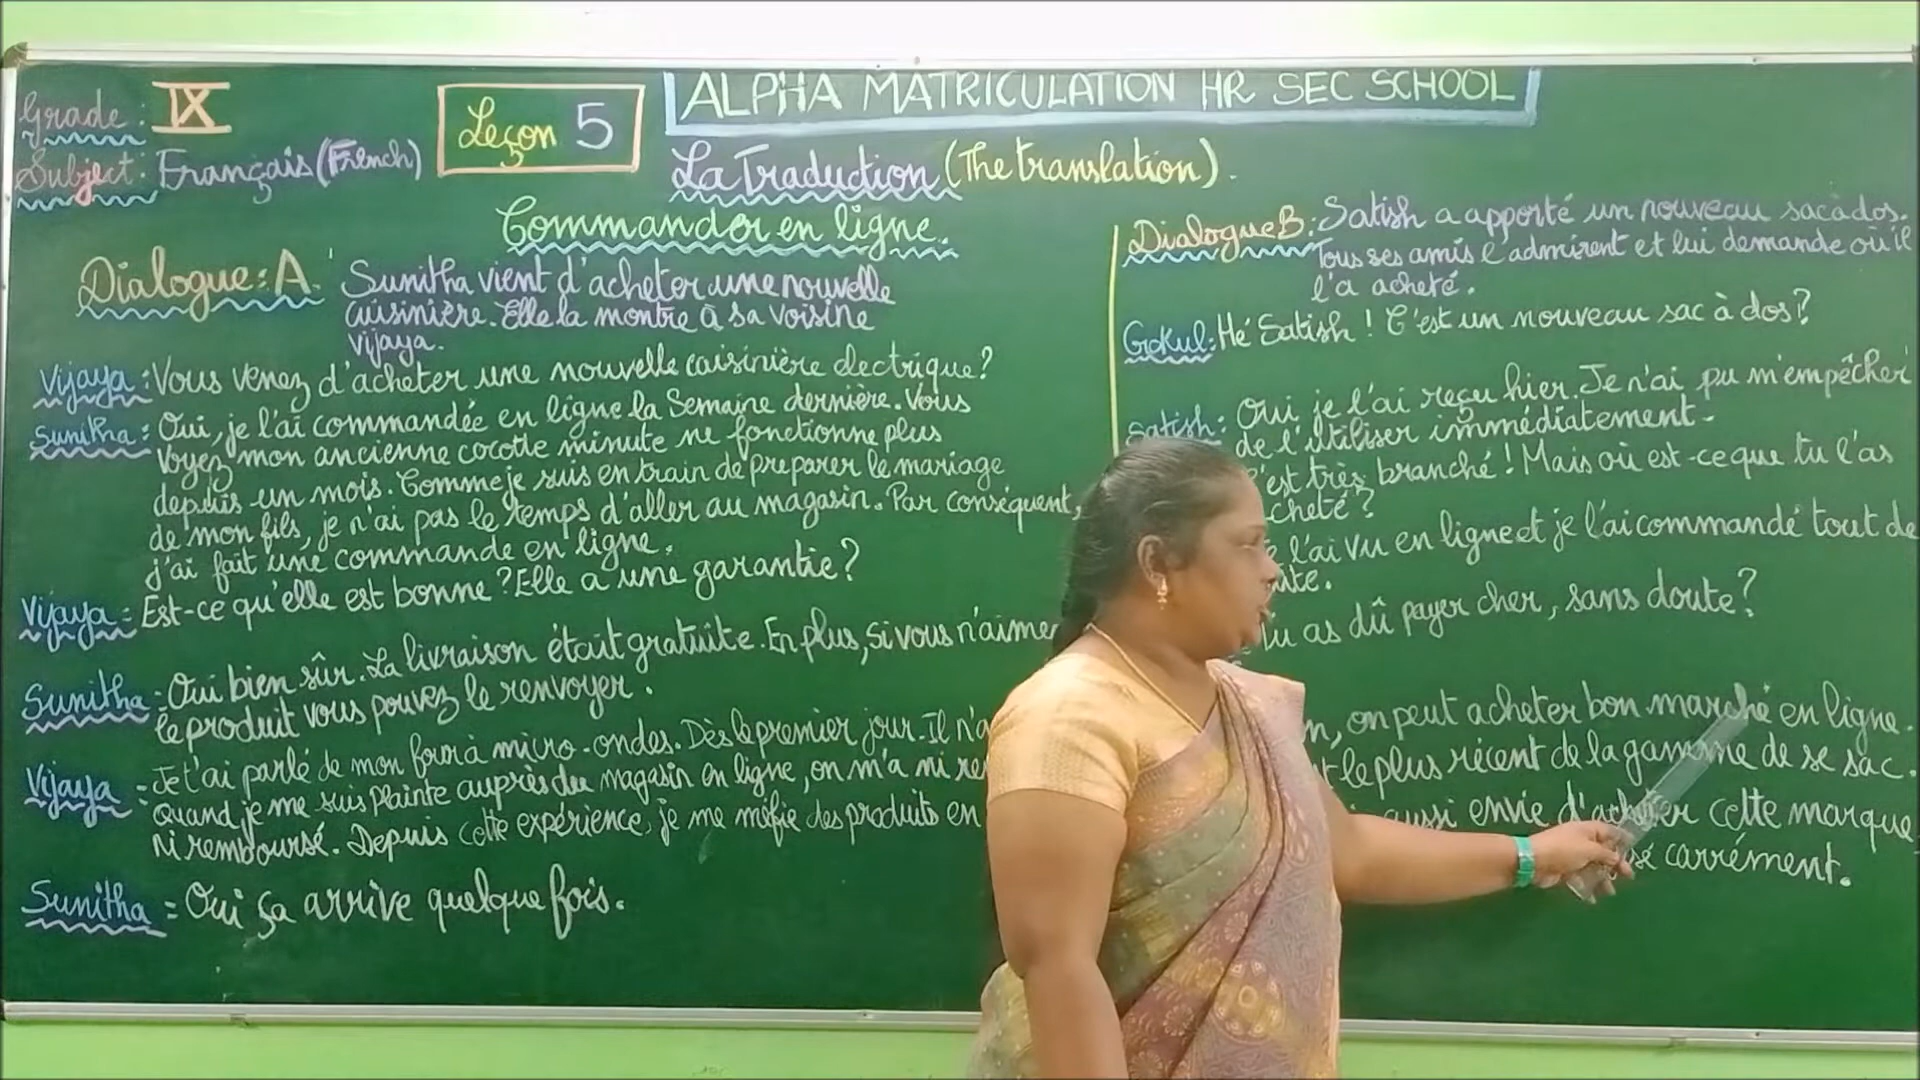 Grade: IX
Subject: Français (French)
Leçon 5
ALPHA MATRICULATION HR SEC SCHOOL
La Traduction (The translation).
Commander en ligne.
Dialogue: A. Sunitha vient d'acheter une nouvelle
cuisinière. Elle la montre à sa voisine
vijaya.
Vijaya: Vous venez d'acheter une nouvelle cuisinière electrique?
Sunitha: Oui, je l'ai commandée en ligne la Semaine dernière. Vous
voyez mon ancienne cocotte minute ne fonctionne plus
depuis un mois. Comme je suis en train de preparer le mariage
de mon fils, je n'ai pas le temps d'aller au magasin. Par conséquent,
j'ai fait une commande en ligne.
Vijaya: Est-ce qu'elle est bonne? Elle a une garantie?
Sunitha: Oui bien sûr. La livraison était gratuite. En plus, si vous n'aimer
le produit vous pouvez le renvoyer.
Vijaya: Je t'ai parlé de mon four à micro-ondes. Dès le premier jour. Il n'a
Quand je me suis plainte auprès du magasin en ligne, on m'a ni
ni remboursé. Depuis cette expérience, je me méfie des produits en
Sunitha = Oui ça arrive quelque fois.
Dialogue B: Satish a apporté un nouveau sac à dos.
Tous ses amis l'admirent et lui demande où il
l'a acheté.
Gokul: Hé Satish! C'est un nouveau sac à dos?
Satish: Oui je l'ai reçu hier. Je n'ai pu m'empêcher
de l'utiliser immédiatement.
c'est très branché! Mais où est-ce que tu l'as
cheté?
l'ai vu en ligne et je l'ai commandé tout de
Tu as dû payer cher, sans doute?
on peut acheter bon marché en ligne.
le plus récent de la gamme de se sac.
aussi envie d'acheter cette marque
carrément.